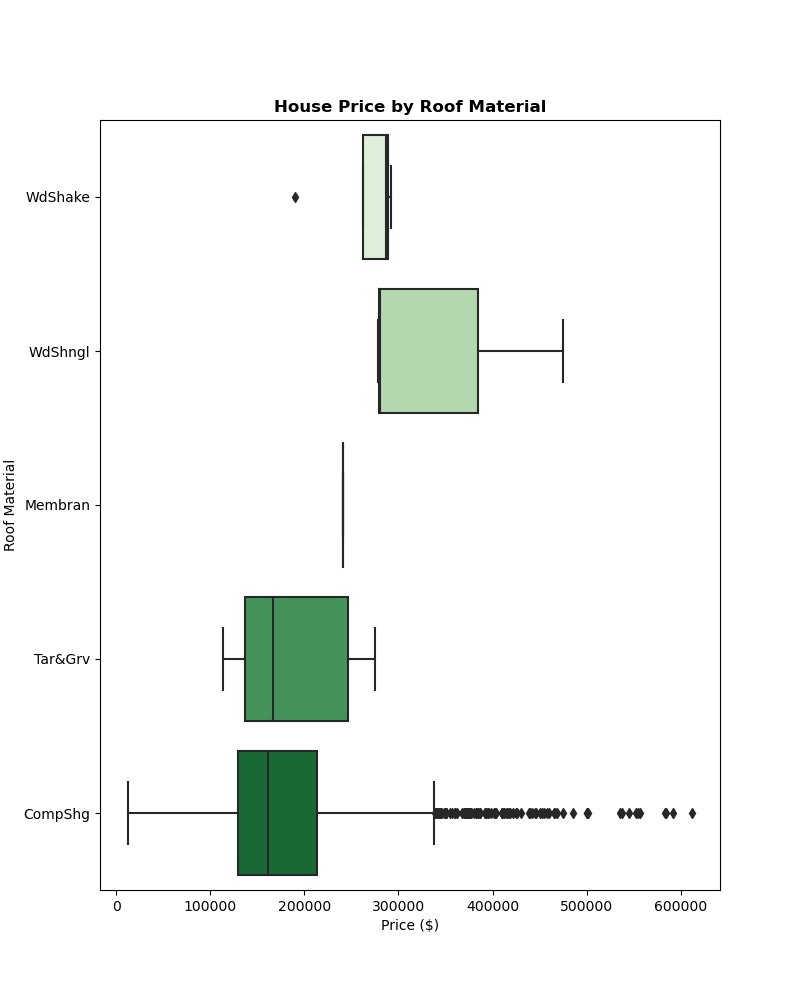 House Price by Roof Material
Roof Material
WdShake
WdShngl
Membran
Tar&Grv
CompShg
0 100000 200000 300000 400000 500000 600000
Price ($)